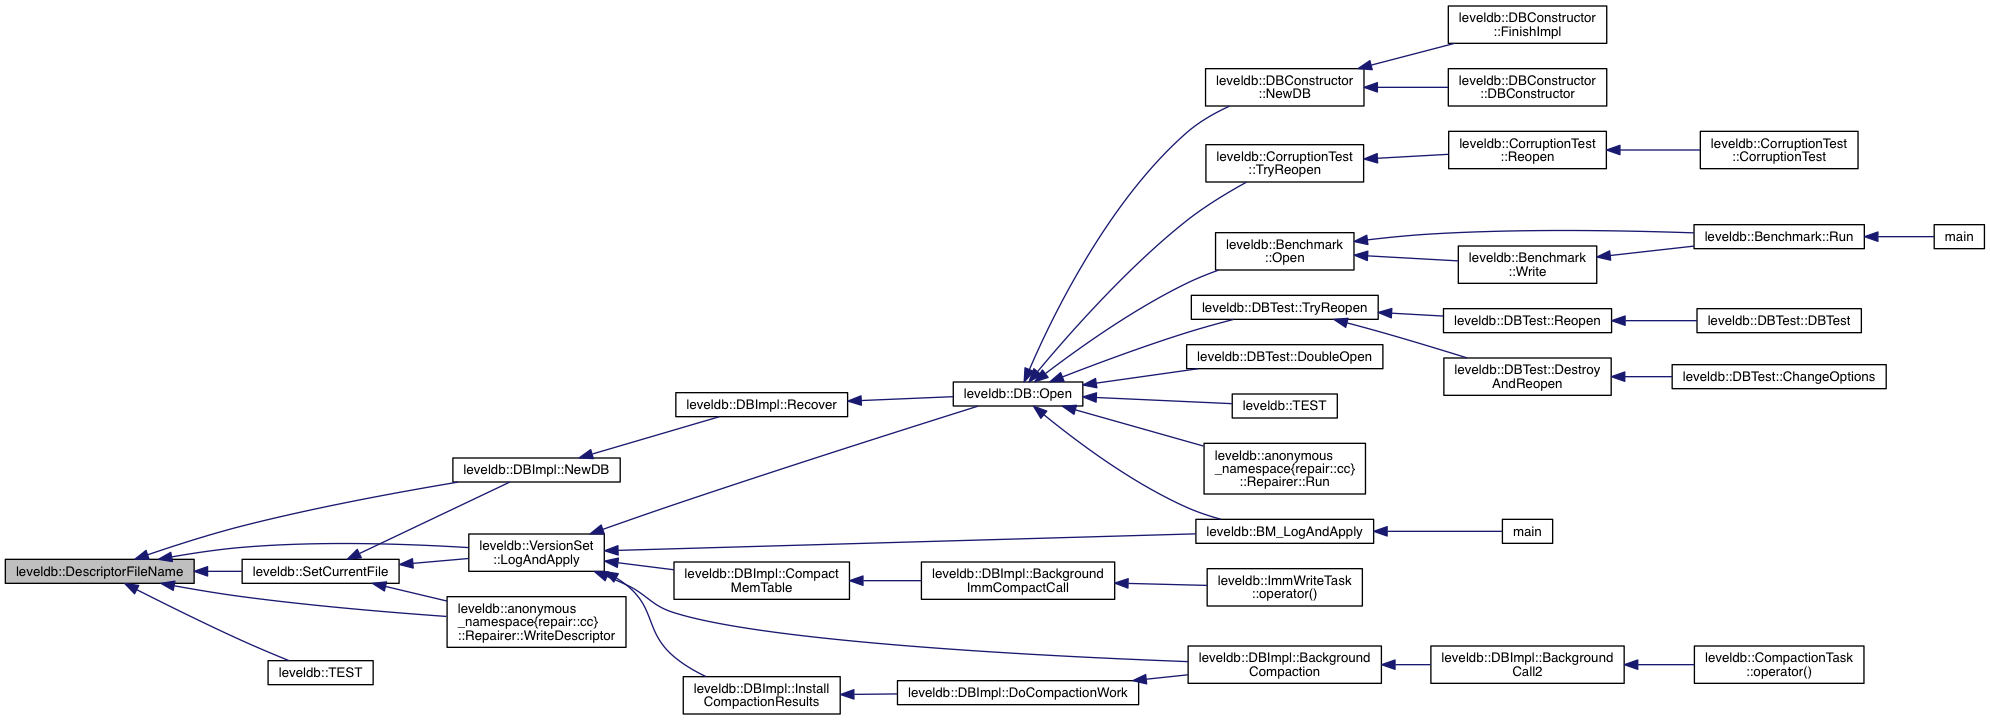 leveldb::DBConstructor
::FinishImpl
leveldb::DBConstructor
::NewDB
leveldb::DBConstructor
::DBConstructor
leveldb::CorruptionTest
::TryReopen
leveldb::CorruptionTest
::Reopen
leveldb::CorruptionTest
::CorruptionTest
leveldb::Benchmark
::Open
leveldb::Benchmark
::Write
leveldb::Benchmark::Run
main
leveldb::DBTest::TryReopen
leveldb::DBTest::Reopen
leveldb::DBTest::DBTest
leveldb::DBTest::DoubleOpen
leveldb::DBTest::Destroy
AndReopen
leveldb::DBTest::ChangeOptions
leveldb::DBImpl::Recover
leveldb::DB::Open
leveldb::TEST
leveldb::anonymous
_namespace{repair::cc}
::Repairer::Run
leveldb::DBImpl::NewDB
leveldb::BM_LogAndApply
main
leveldb::VersionSet
::LogAndApply
leveldb::DescriptorFileName
leveldb::SetCurrentFile
leveldb::DBImpl::Compact
MemTable
leveldb::DBImpl::Background
ImmCompactCall
leveldb::ImmWriteTask
::operator()
leveldb::anonymous
_namespace{repair::cc}
::Repairer::WriteDescriptor
leveldb::TEST
leveldb::DBImpl::Background
Compaction
leveldb::DBImpl::Background
Call2
leveldb::CompactionTask
::operator()
leveldb::DBImpl::Install
CompactionResults
leveldb::DBImpl::DoCompactionWork